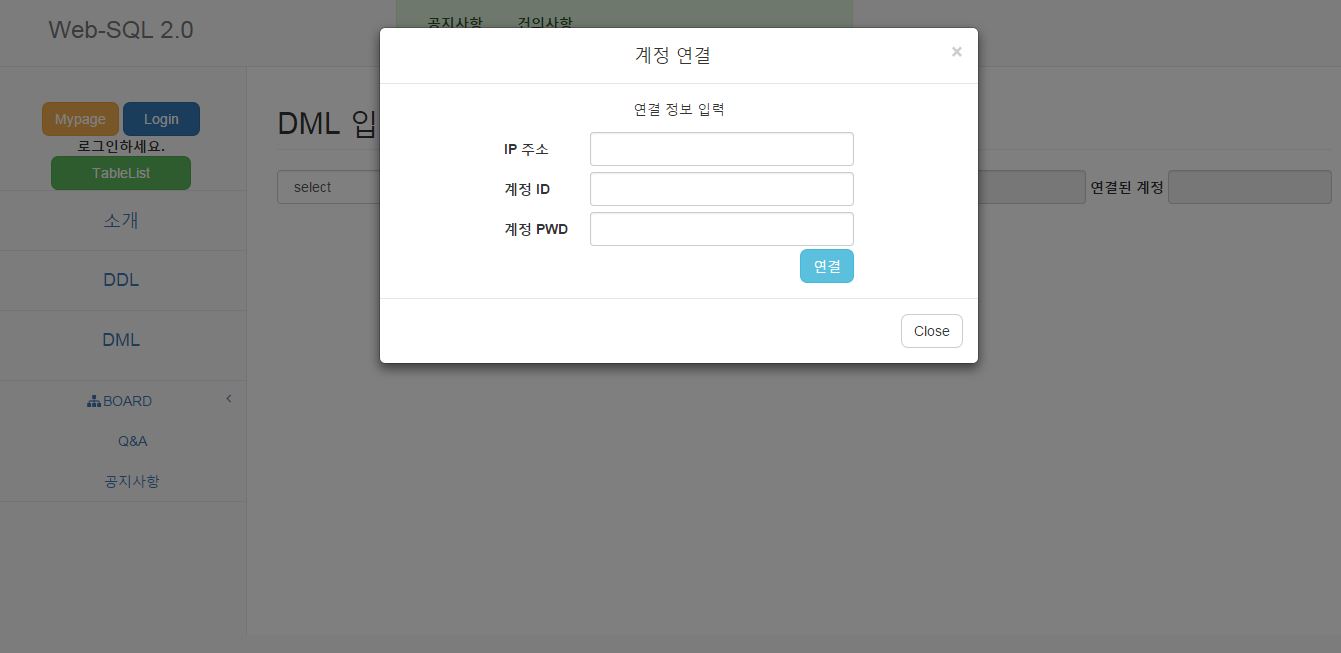 Web-SQL 2.0
공지사항 건의사항
Mypage Login
로그인하세요.
TableList
소개
DDL
DML
BOARD
Q&A
공지사항
DML 입
select
연결된 계정
계정 연결 ×
연결 정보 입력
IP 주소
계정 ID
계정 PWD
연결
Close